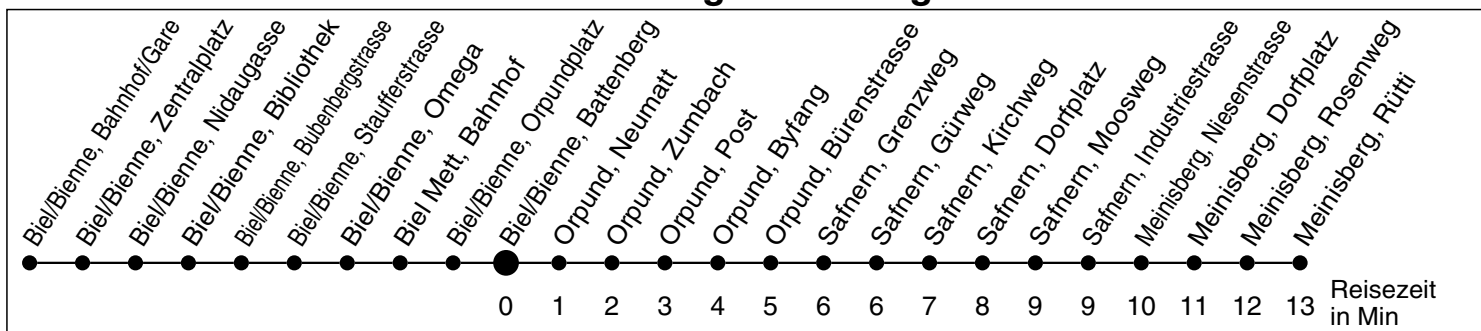 Biel/Bienne, Bahnhof/Gare
Biel/Bienne, Zentralplatz
Biel/Bienne, Nidaugasse
Biel/Bienne, Bibliothek
Biel/Bienne, Bubenbergstrasse
Biel/Bienne, Staufferstrasse
Biel/Bienne, Omega
Biel Mett, Bahnhof
Biel/Bienne, Orpundplatz
Biel/Bienne, Battenberg
Orpund, Neumatt
Orpund, Zumbach
Orpund, Post
Orpund, Byfang
Orpund, Bürenstrasse
Safnern, Grenzweg
Safnern, Gürweg
Safnern, Kirchweg
Safnern, Dorfplatz
Safnern, Moosweg
Safnern, Industriestrasse
Meinisberg, Niesenstrasse
Meinisberg, Dorfplatz
Meinisberg, Rosenweg
Meinisberg, Rütti
0 1 2 3 4 5 6 6 7 8 9 9 10 11 12 13
Reisezeit
in Min